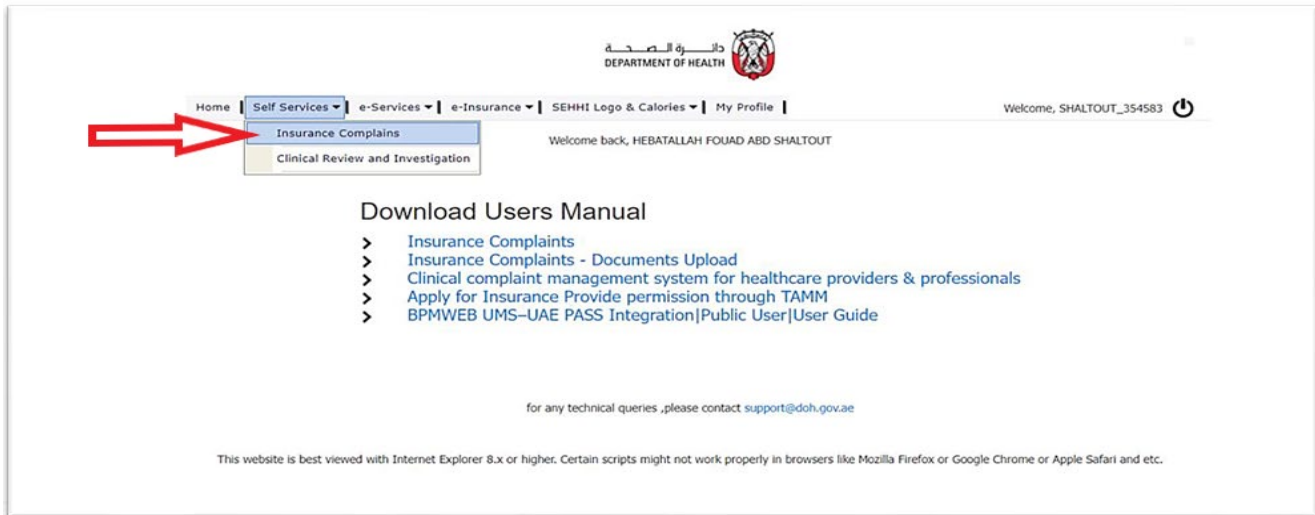 دائــــرة الــصــحــة
DEPARTMENT OF HEALTH
Home | Self Services | e-Services | e-Insurance | SEHHI Logo & Calories | My Profile | Welcome, SHALTOUT_354583
Insurance Complains
Welcome back, HEBATALLAH FOUAD ABD SHALTOUT
Clinical Review and Investigation
Download Users Manual
Insurance Complaints
Insurance Complaints - Documents Upload
Clinical complaint management system for healthcare providers & professionals
Apply for Insurance Provide permission through TAMM
BPMWEB UMS–UAE PASS Integration|Public User|User Guide
for any technical queries ,please contact support@doh.gov.ae
This website is best viewed with Internet Explorer 8.x or higher. Certain scripts might not work properly in browsers like Mozilla Firefox or Google Chrome or Apple Safari and etc.